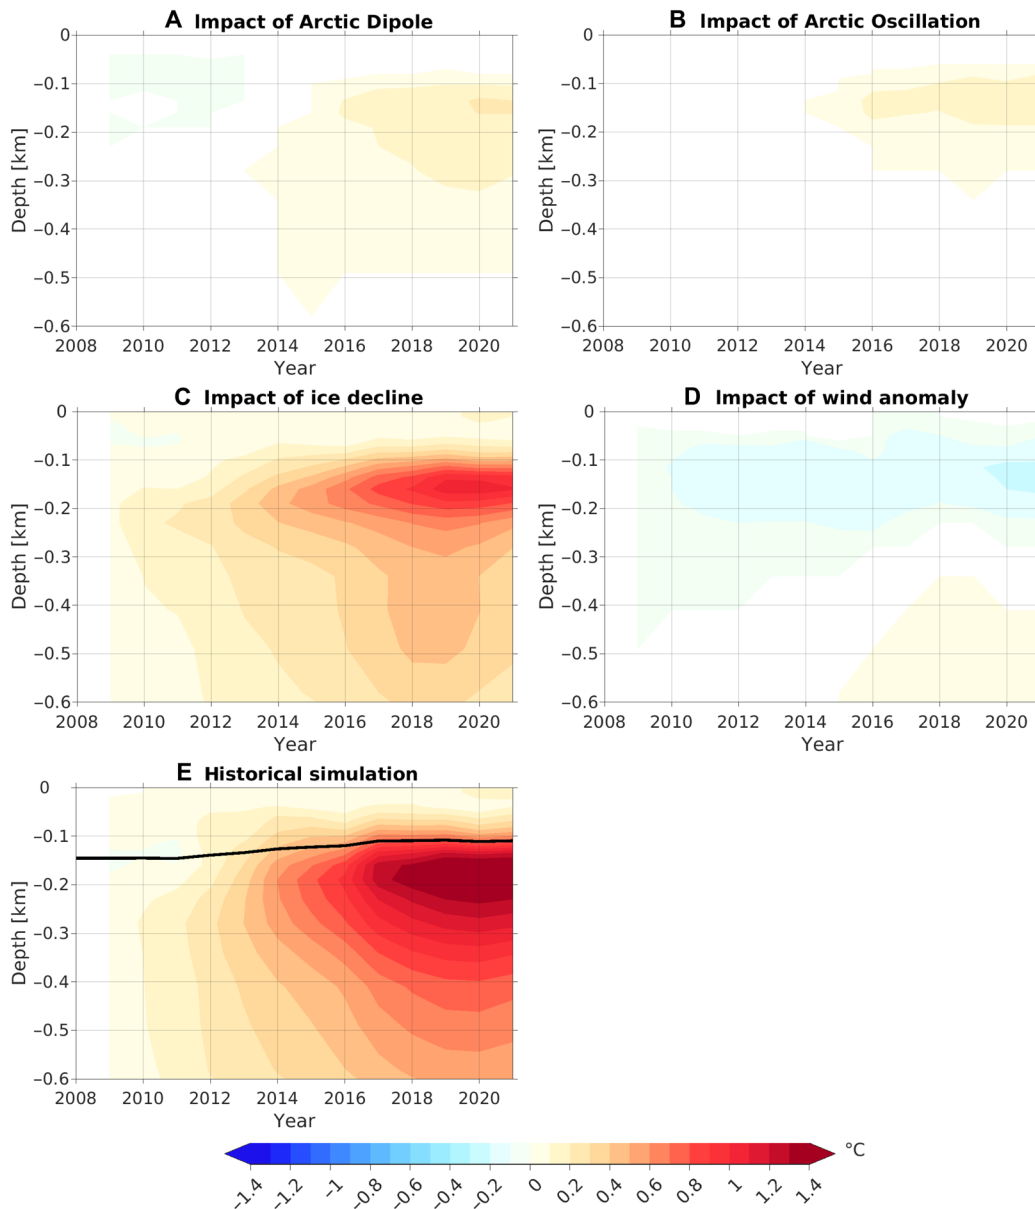 A Impact of Arctic Dipole
B Impact of Arctic Oscillation
0
−0.1
−0.2
−0.3
−0.4
−0.5
−0.6
Depth [km]
2008 2010 2012 2014 2016 2018 2020
Year
0
−0.1
−0.2
−0.3
−0.4
−0.5
−0.6
Depth [km]
2008 2010 2012 2014 2016 2018 2020
Year
C Impact of ice decline
D Impact of wind anomaly
0
−0.1
−0.2
−0.3
−0.4
−0.5
−0.6
Depth [km]
2008 2010 2012 2014 2016 2018 2020
Year
0
−0.1
−0.2
−0.3
−0.4
−0.5
−0.6
Depth [km]
2008 2010 2012 2014 2016 2018 2020
Year
E Historical simulation
0
−0.1
−0.2
−0.3
−0.4
−0.5
−0.6
Depth [km]
2008 2010 2012 2014 2016 2018 2020
Year
°C
−1.4 −1.2 −1 −0.8 −0.6 −0.4 −0.2 0 0.2 0.4 0.6 0.8 1 1.2 1.4